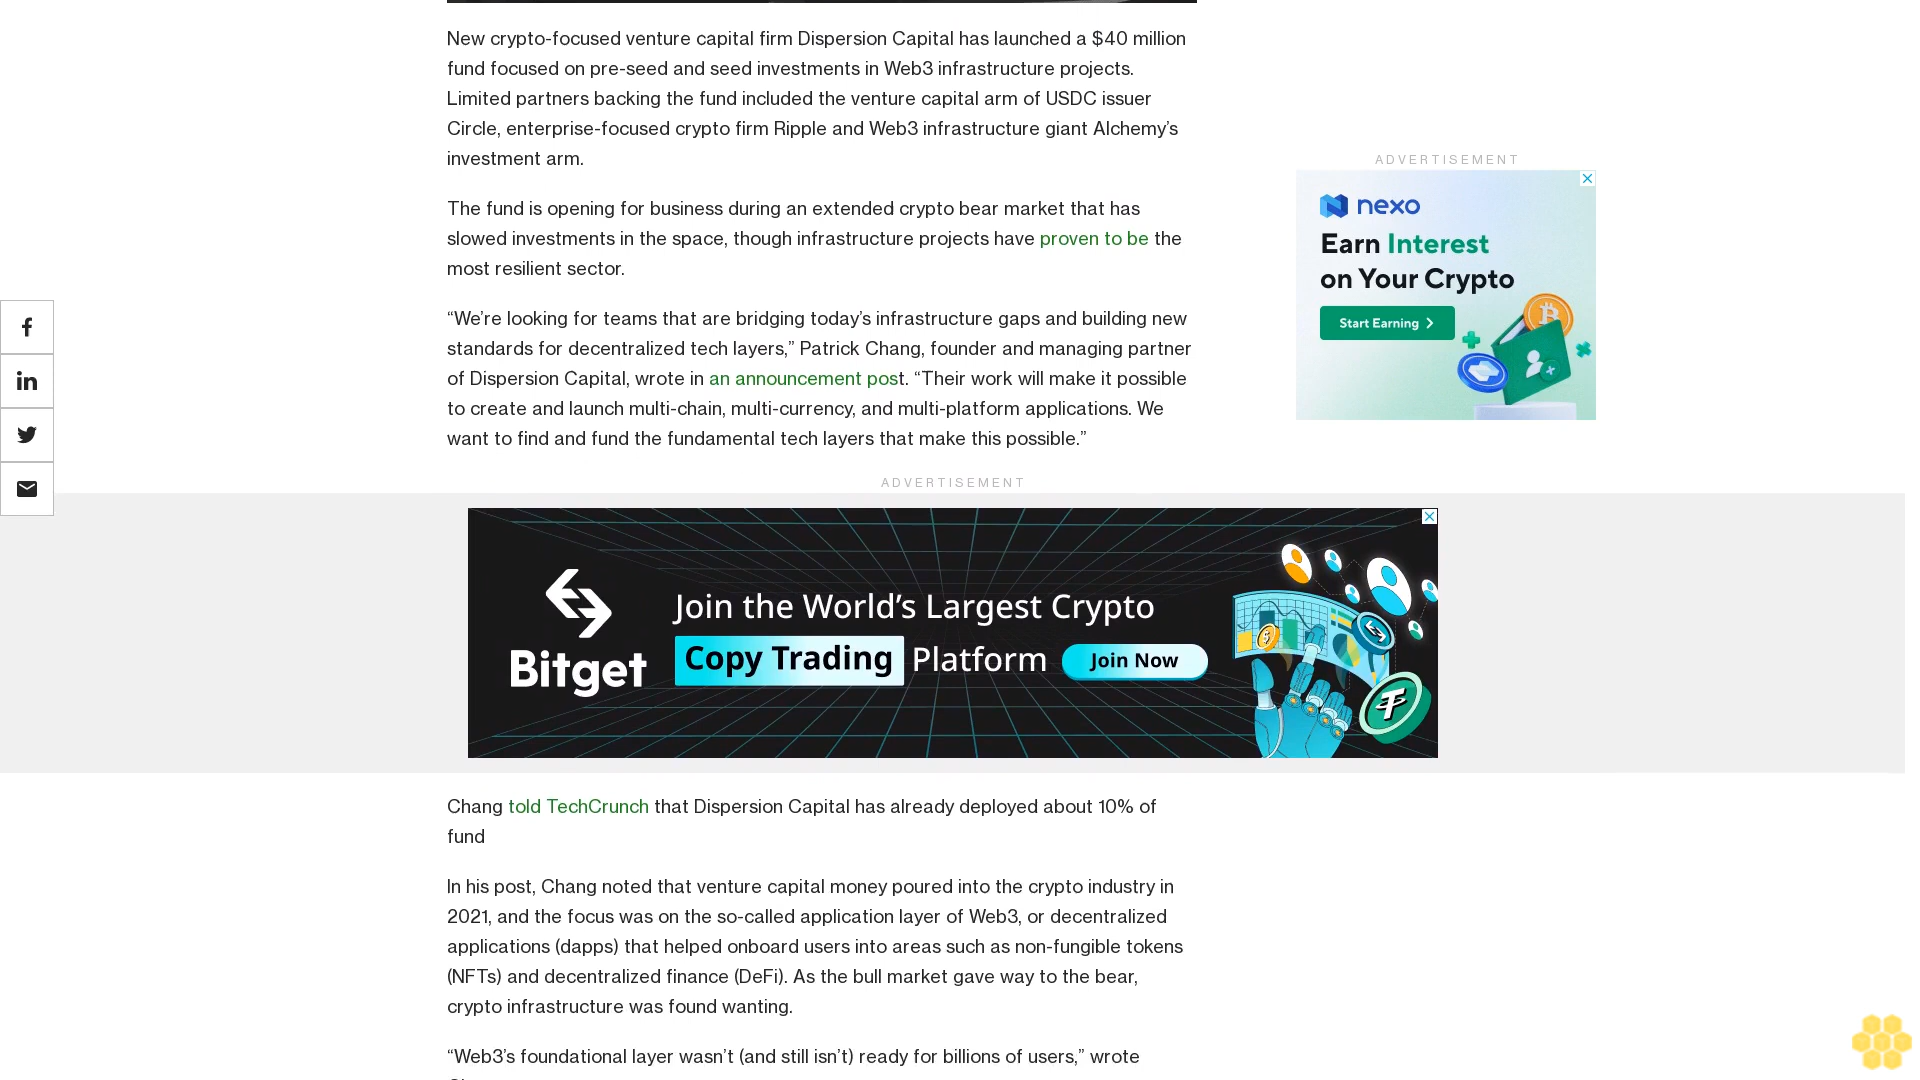 New crypto-focused venture capital firm Dispersion Capital has launched a $40 million
fund focused on pre-seed and seed investments in Web3 infrastructure projects.
Limited partners backing the fund included the venture capital arm of USDC issuer
Circle, enterprise-focused crypto firm Ripple and Web3 infrastructure giant Alchemy’s
investment arm.
The fund is opening for business during an extended crypto bear market that has
slowed investments in the space, though infrastructure projects have proven to be the
most resilient sector.
“We’re looking for teams that are bridging today’s infrastructure gaps and building new
standards for decentralized tech layers,” Patrick Chang, founder and managing partner
of Dispersion Capital, wrote in an announcement post. “Their work will make it possible
to create and launch multi-chain, multi-currency, and multi-platform applications. We
want to find and fund the fundamental tech layers that make this possible.”
ADVERTISEMENT
nexo
Earn Interest
on Your Crypto
Start Earning
ADVERTISEMENT
Bitget
Join the World’s Largest Crypto
Copy Trading Platform
Join Now
Chang told TechCrunch that Dispersion Capital has already deployed about 10% of
fund
In his post, Chang noted that venture capital money poured into the crypto industry in
2021, and the focus was on the so-called application layer of Web3, or decentralized
applications (dapps) that helped onboard users into areas such as non-fungible tokens
(NFTs) and decentralized finance (DeFi). As the bull market gave way to the bear,
crypto infrastructure was found wanting.
“Web3’s foundational layer wasn’t (and still isn’t) ready for billions of users,” wrote